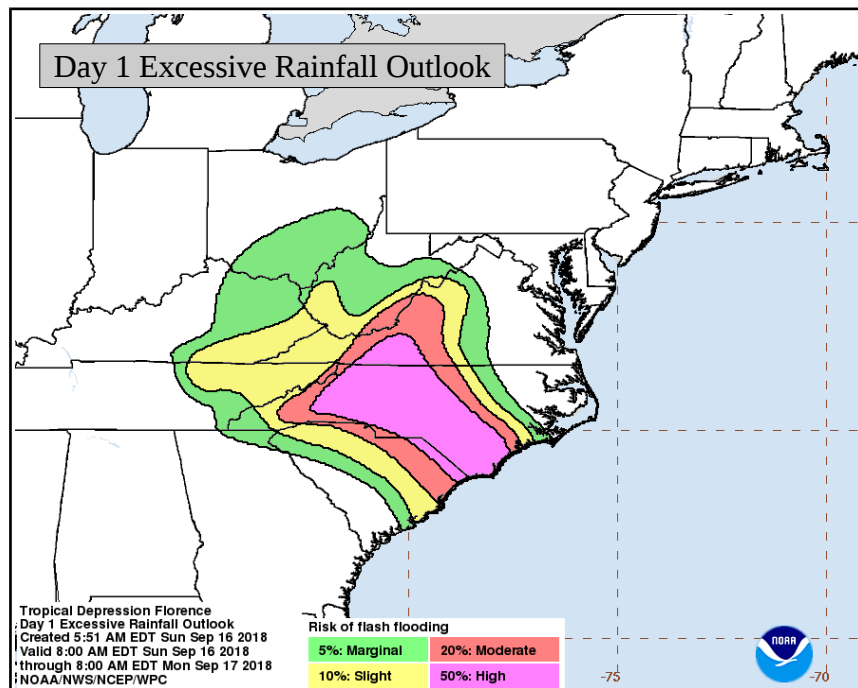 Day 1 Excessive Rainfall Outlook
Tropical Depression Florence
Day 1 Excessive Rainfall Outlook
Created 5:51 AM EDT Sun Sep 16 2018
Valid 8:00 AM EDT Sun Sep 16 2018
through 8:00 AM EDT Mon Sep 17 2018
NOAA/NWS/NCEP/WPC
Risk of flash flooding
5%: Marginal
20%: Moderate
10%: Slight
50%: High
-75
-70
NOAA